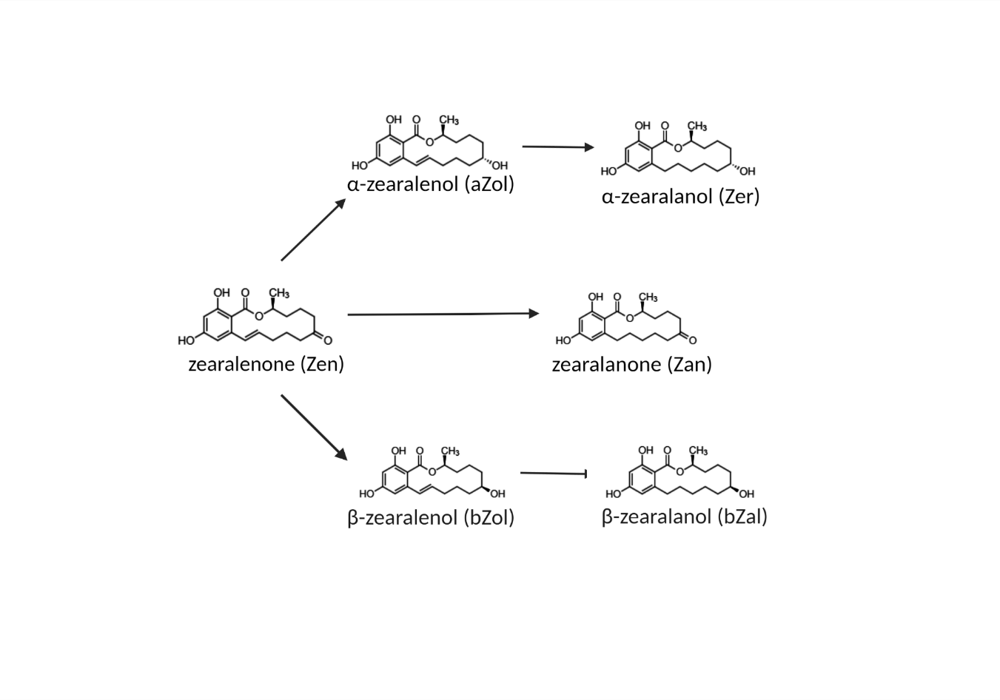 OH O CH₃
O
HO OH
α-zearalenol (aZol)
OH O CH₃
O
HO OH
α-zearalanol (Zer)
OH O CH₃
O
HO O
zearalenone (Zen)
OH O CH₃
O
HO O
zearalanone (Zan)
OH O CH₃
O
HO OH
β-zearalenol (bZol)
OH O CH₃
O
HO OH
β-zearalanol (bZal)